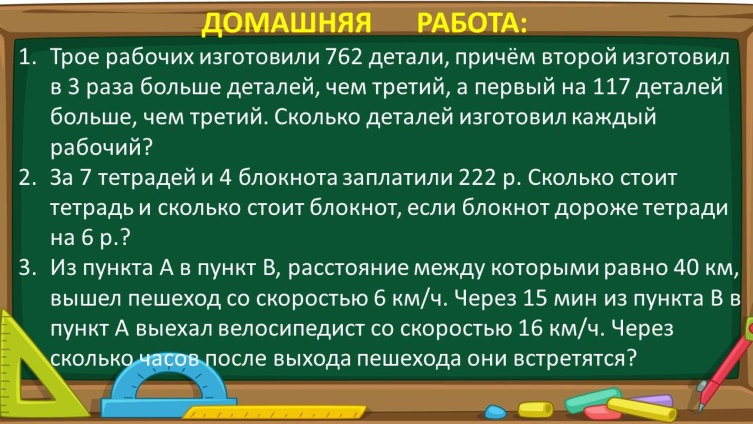 ДОМАШНЯЯ РАБОТА:
1. Трое рабочих изготовили 762 детали, причём второй изготовил
в 3 раза больше деталей, чем третий, а первый на 117 деталей
больше, чем третий. Сколько деталей изготовил каждый
рабочий?
2. За 7 тетрадей и 4 блокнота заплатили 222 р. Сколько стоит
тетрадь и сколько стоит блокнот, если блокнот дороже тетради
на 6 р.?
3. Из пункта А в пункт В, расстояние между которыми равно 40 км,
вышел пешеход со скоростью 6 км/ч. Через 15 мин из пункта В в
пункт А выехал велосипедист со скоростью 16 км/ч. Через
сколько часов после выхода пешехода они встретятся?